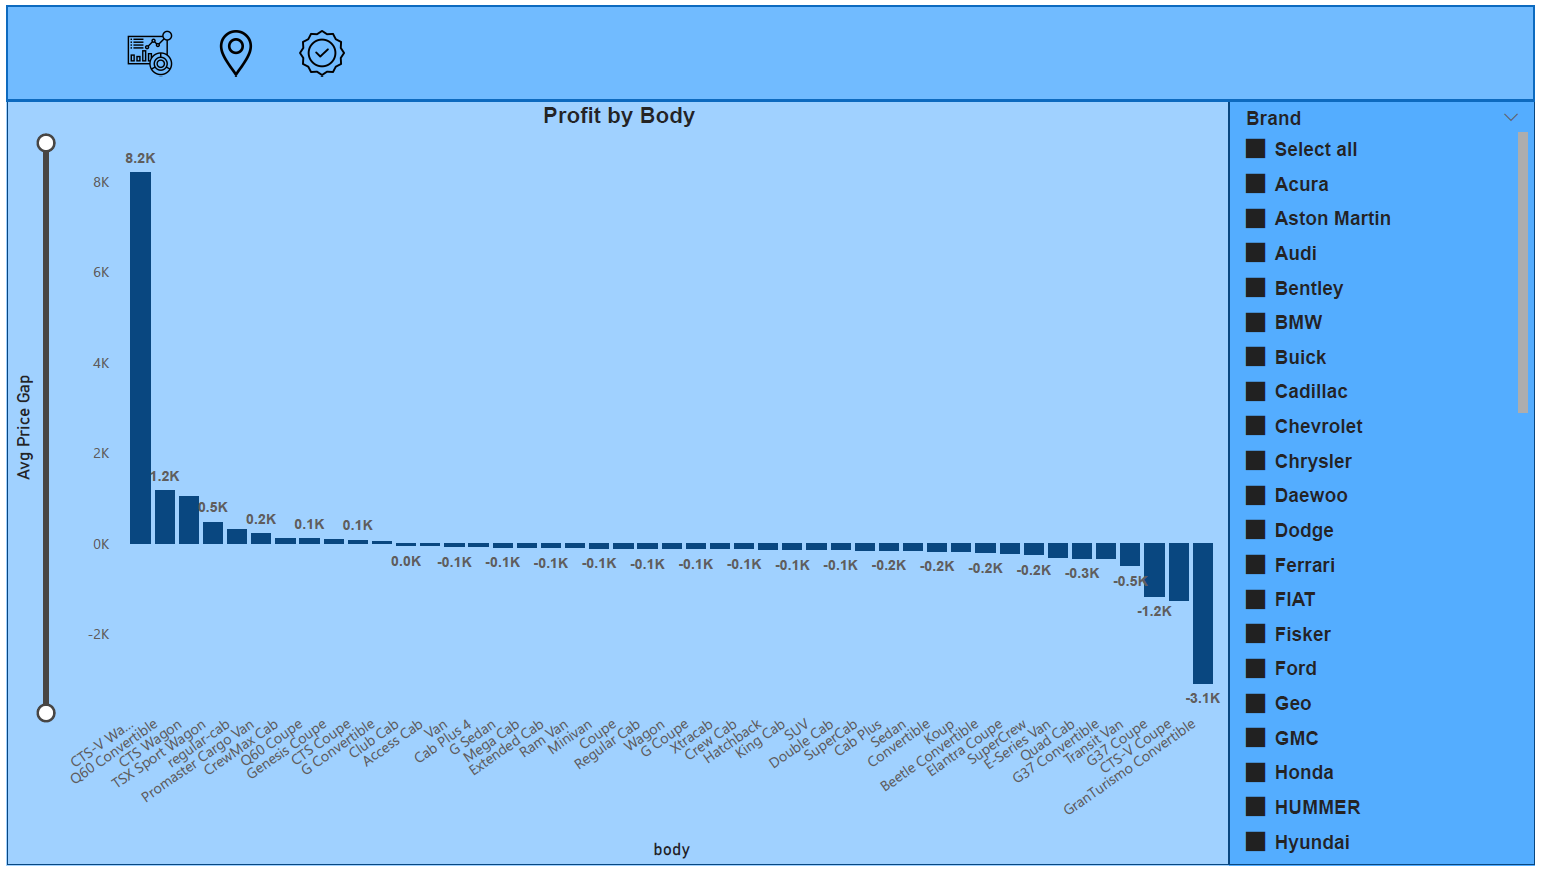 Profit by Body
Avg Price Gap
8K
6K
4K
2K
0K
-2K
8.2K
1.2K
0.5K
0.2K
0.1K
0.1K
0.0K
-0.1K
-0.1K
-0.1K
-0.1K
-0.1K
-0.1K
-0.1K
-0.1K
-0.1K
-0.2K
-0.2K
-0.2K
-0.2K
-0.3K
-0.5K
-1.2K
-3.1K
CTS-V Wa...
Q60 Convertible
CTS Wagon
TSX Sport Wagon
regular-cab
Promaster Cargo Van
CrewMax Cab
Q60 Coupe
Genesis Coupe
CTS Coupe
G Convertible
Club Cab
Access Cab
Van
Cab Plus 4
G Sedan
Mega Cab
Extended Cab
Ram Van
Minivan
Coupe
Regular Cab
Wagon
G Coupe
Xtracab
Crew Cab
Hatchback
King Cab
SUV
Double Cab
SuperCab
Cab Plus
Sedan
Convertible
Koup
Beetle Convertible
Elantra Coupe
SuperCrew
E-Series Van
Quad Cab
G37 Convertible
Transit Van
G37 Coupe
CTS-V Coupe
GranTurismo Convertible
body
Brand
Select all
Acura
Aston Martin
Audi
Bentley
BMW
Buick
Cadillac
Chevrolet
Chrysler
Daewoo
Dodge
Ferrari
FIAT
Fisker
Ford
Geo
GMC
Honda
HUMMER
Hyundai